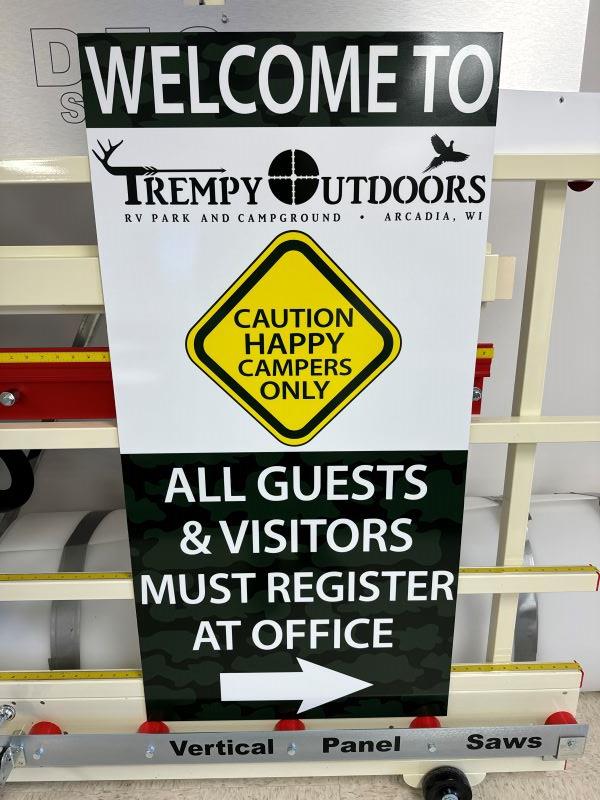 WELCOME TO
TREMPY OUTDOORS
RV PARK AND CAMPGROUND • ARCADIA, WI
CAUTION
HAPPY
CAMPERS
ONLY
ALL GUESTS
& VISITORS
MUST REGISTER
AT OFFICE
Vertical Panel Saws